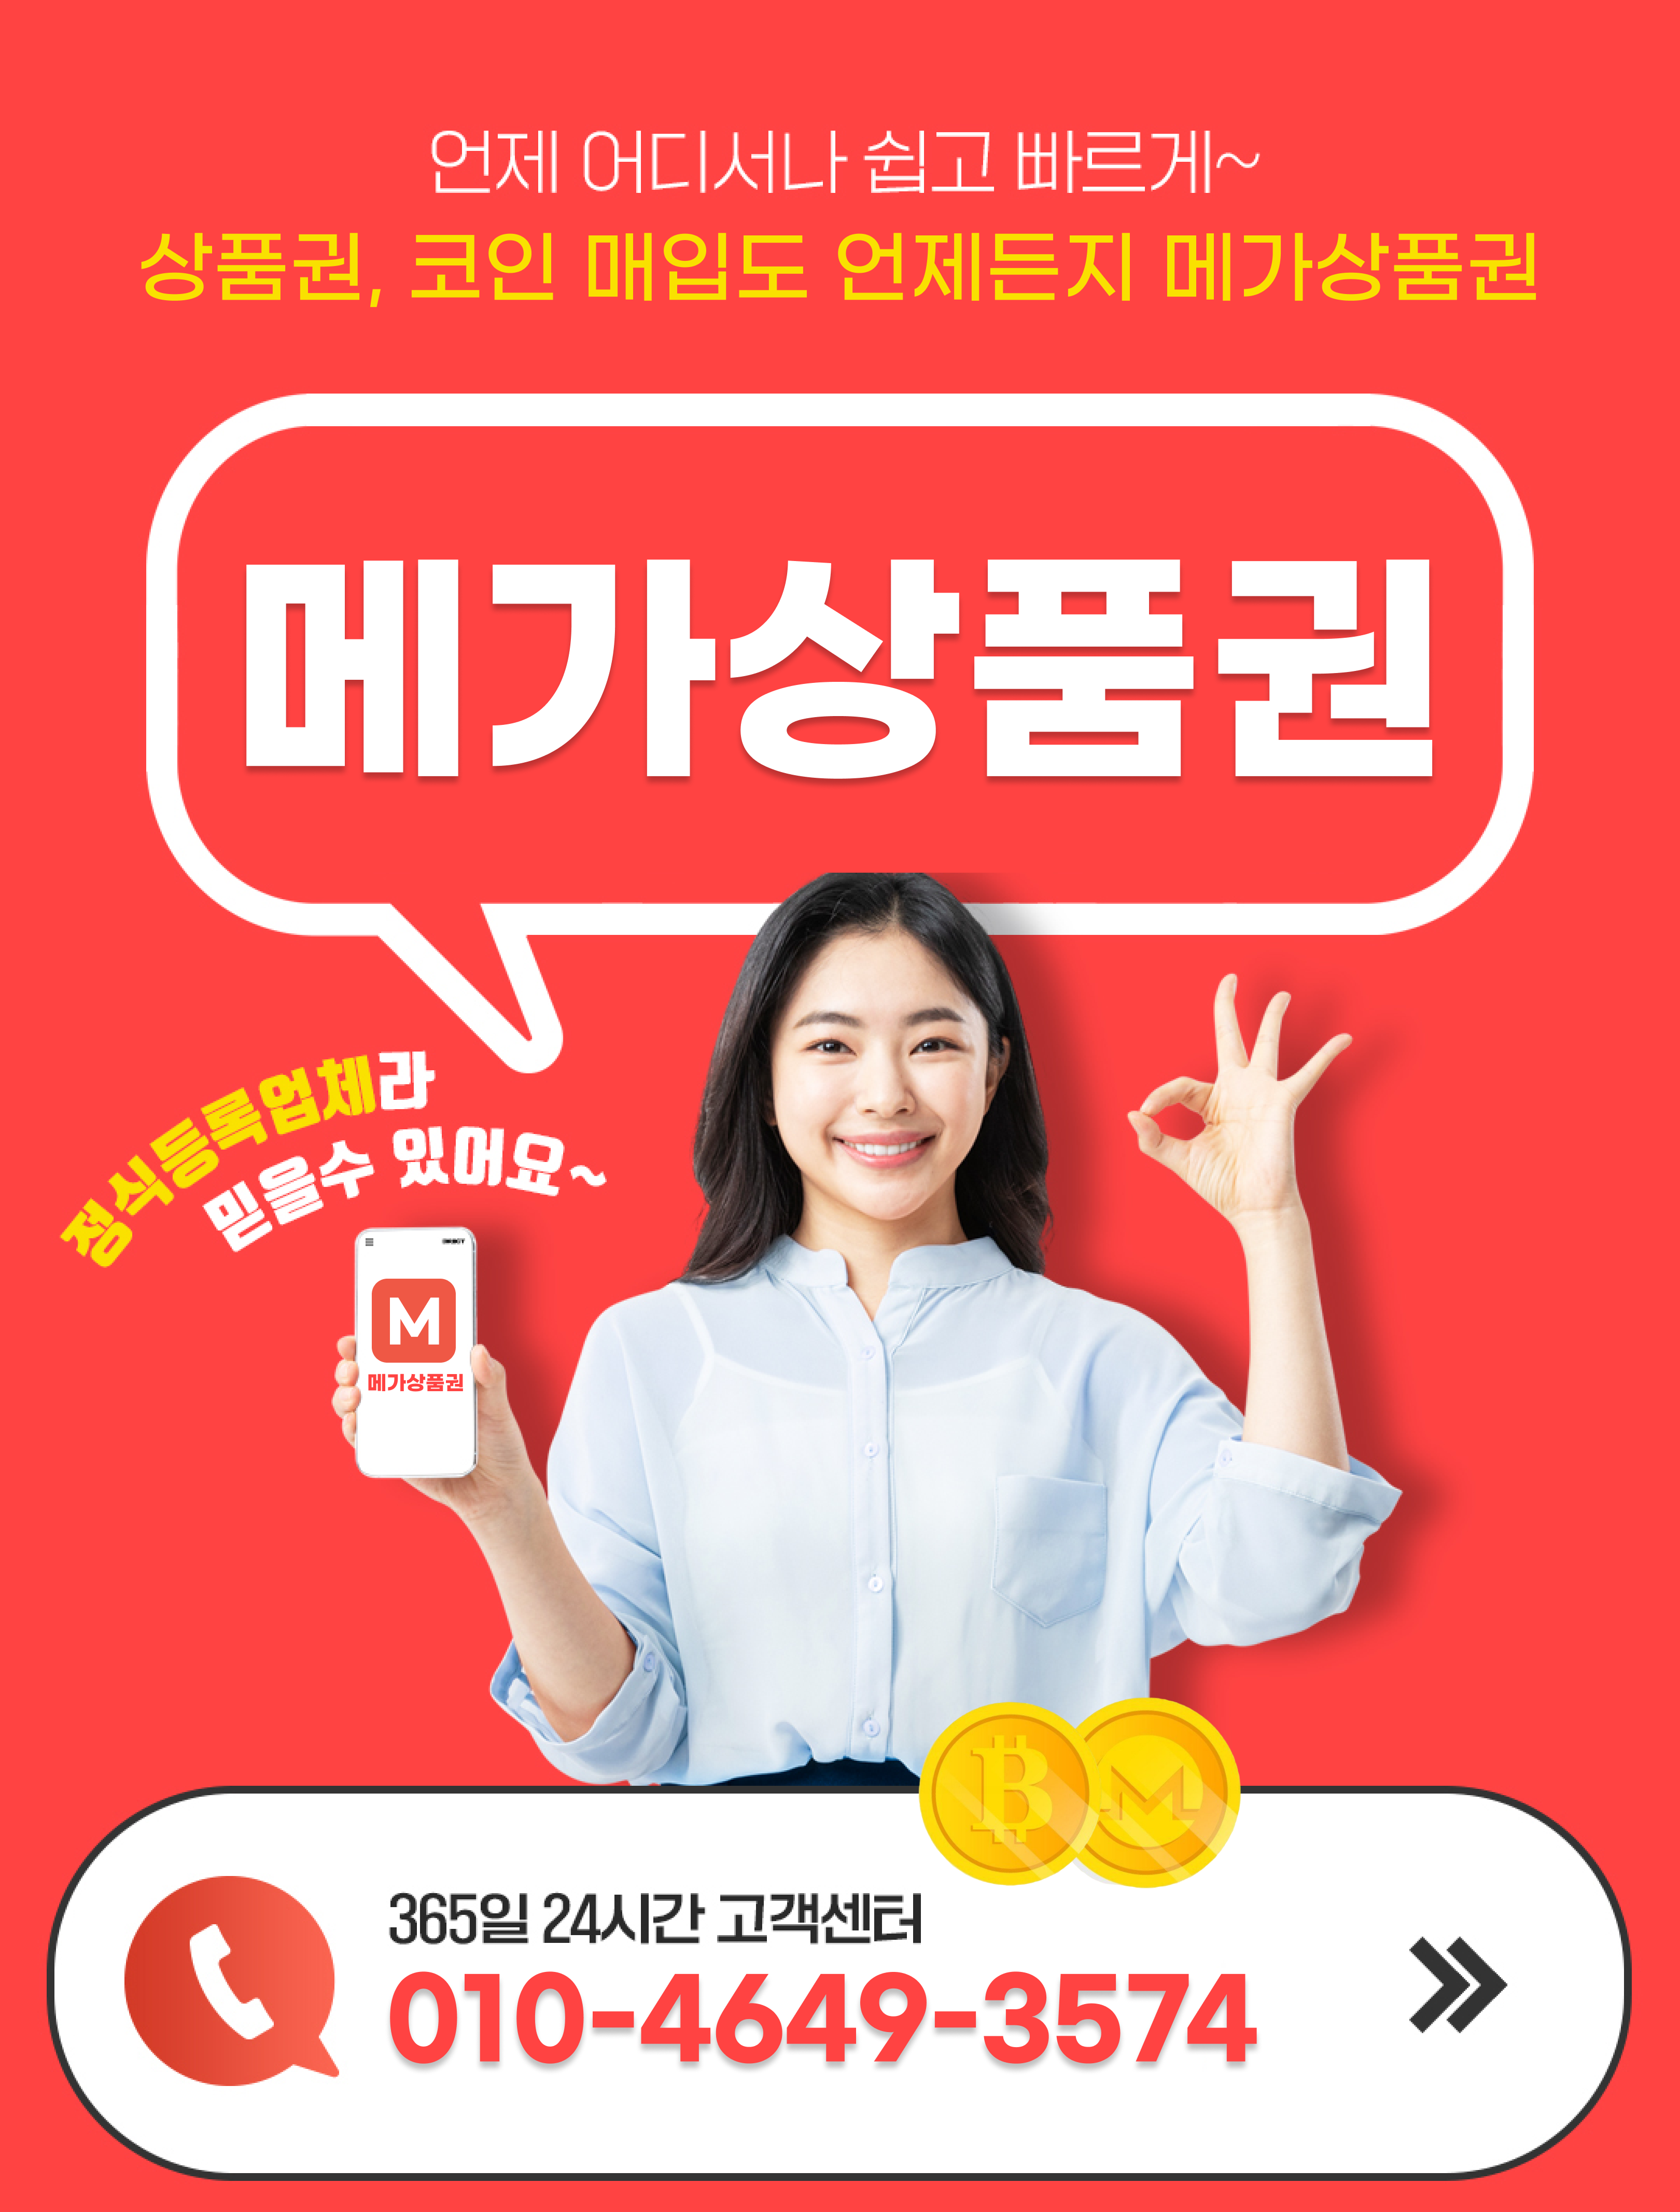 언제 어디서나 쉽고 빠르게~
상품권, 코인 매입도 언제든지 메가상품권
메가상품권
정식등록업체라
믿을수 있어요~
M
메가상품권
365일 24시간 고객센터
010-4649-3574